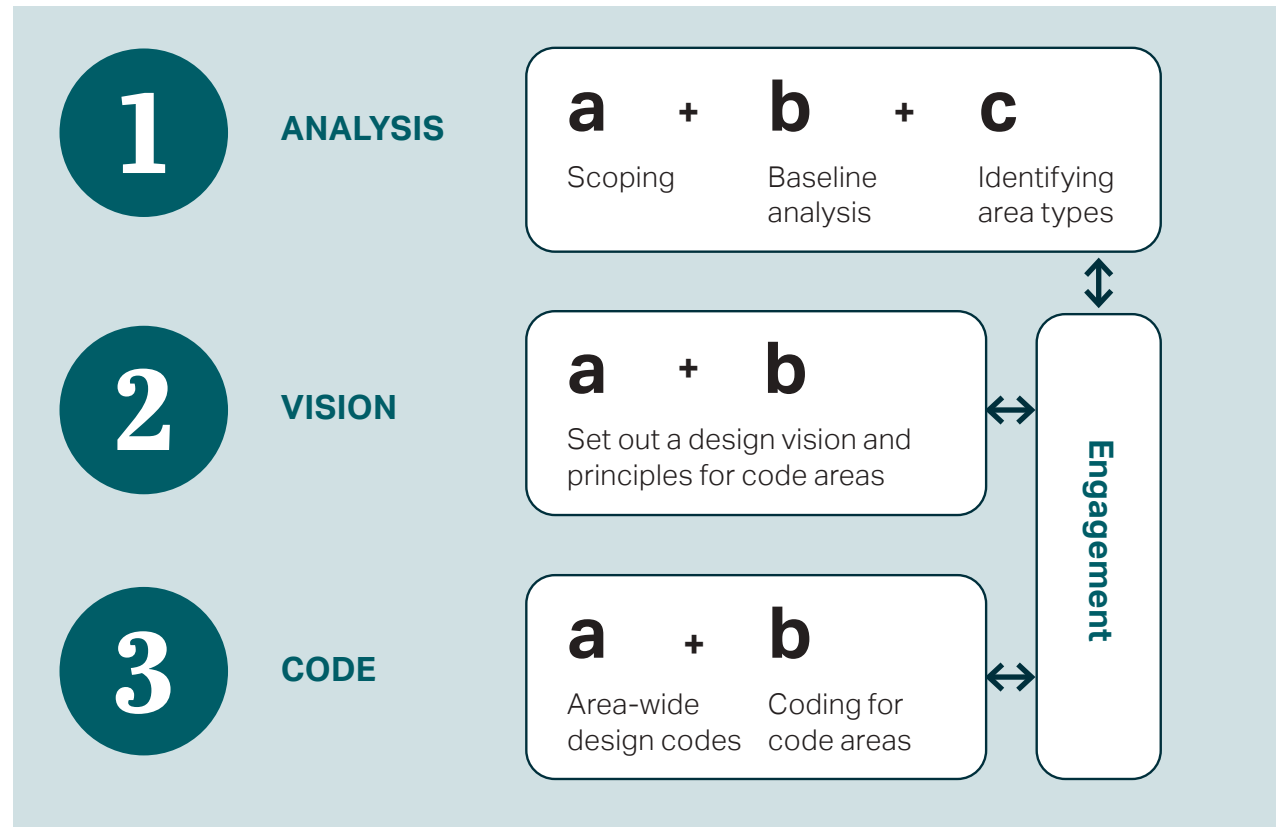 1
ANALYSIS
a + b + c
Scoping
Baseline
analysis
Identifying
area types
2
VISION
a + b
Set out a design vision and
principles for code areas
3
CODE
a + b
Area-wide
design codes
Coding for
code areas
Engagement